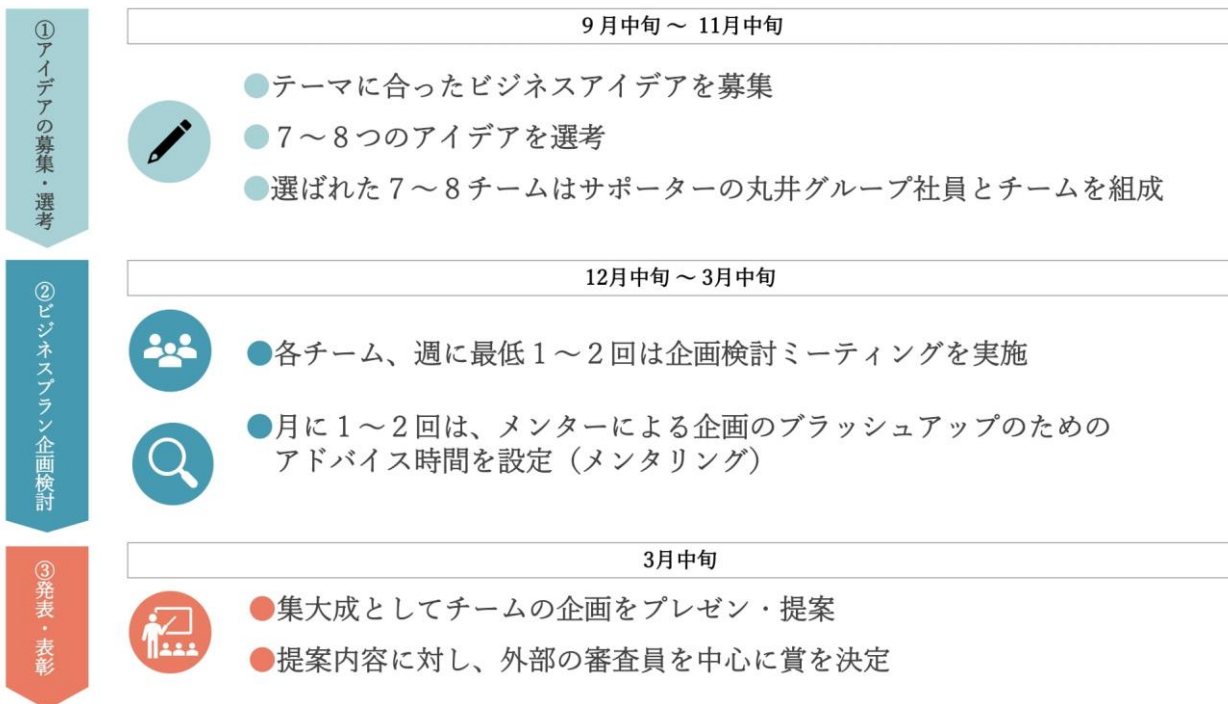 ①アイデアの募集・選考
9月中旬 ～ 11月中旬
●テーマに合ったビジネスアイデアを募集
●７～８つのアイデアを選考
●選ばれた７～８チームはサポーターの丸井グループ社員とチームを組成
②ビジネスプラン企画検討
12月中旬 ～ 3月中旬
●各チーム、週に最低１～２回は企画検討ミーティングを実施
●月に１～２回は、メンターによる企画のブラッシュアップのための
アドバイス時間を設定（メンタリング）
③発表・表彰
3月中旬
●集大成としてチームの企画をプレゼン・提案
●提案内容に対し、外部の審査員を中心に賞を決定